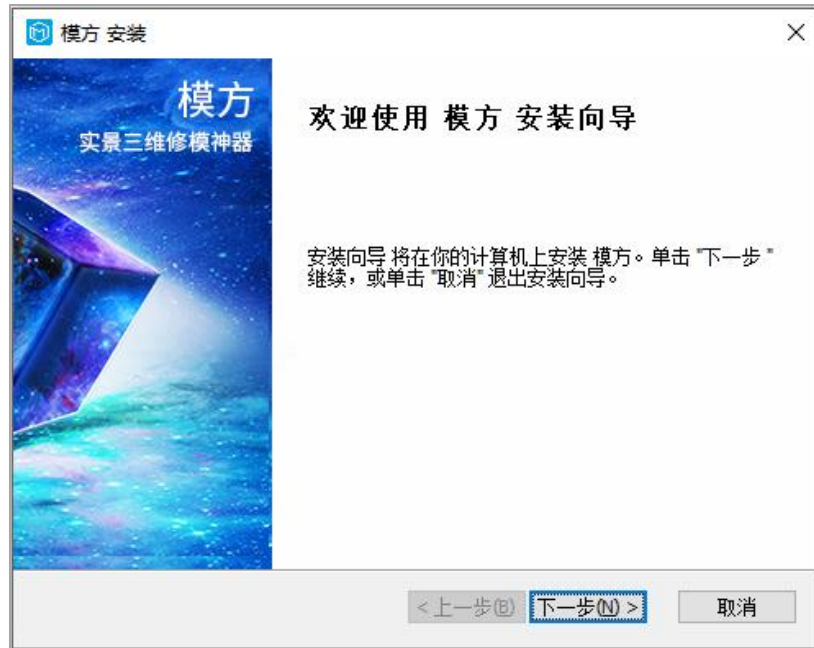 模方 安装
模方
实景三维修模神器
欢迎使用 模方 安装向导
安装向导 将在你的计算机上安装 模方。单击 "下一步 "
继续，或单击 "取消" 退出安装向导。
< 上一步(B)
下一步(N) >
取消